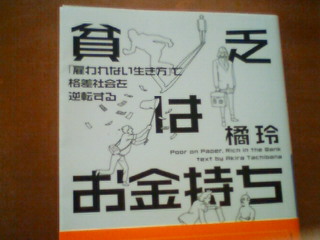 貧乏
「雇われない生き方」で
格差社会を
逆転する
は
橘 玲
Poor on Paper, Rich in the Bank
text by Akira Tachibana
お金持ち